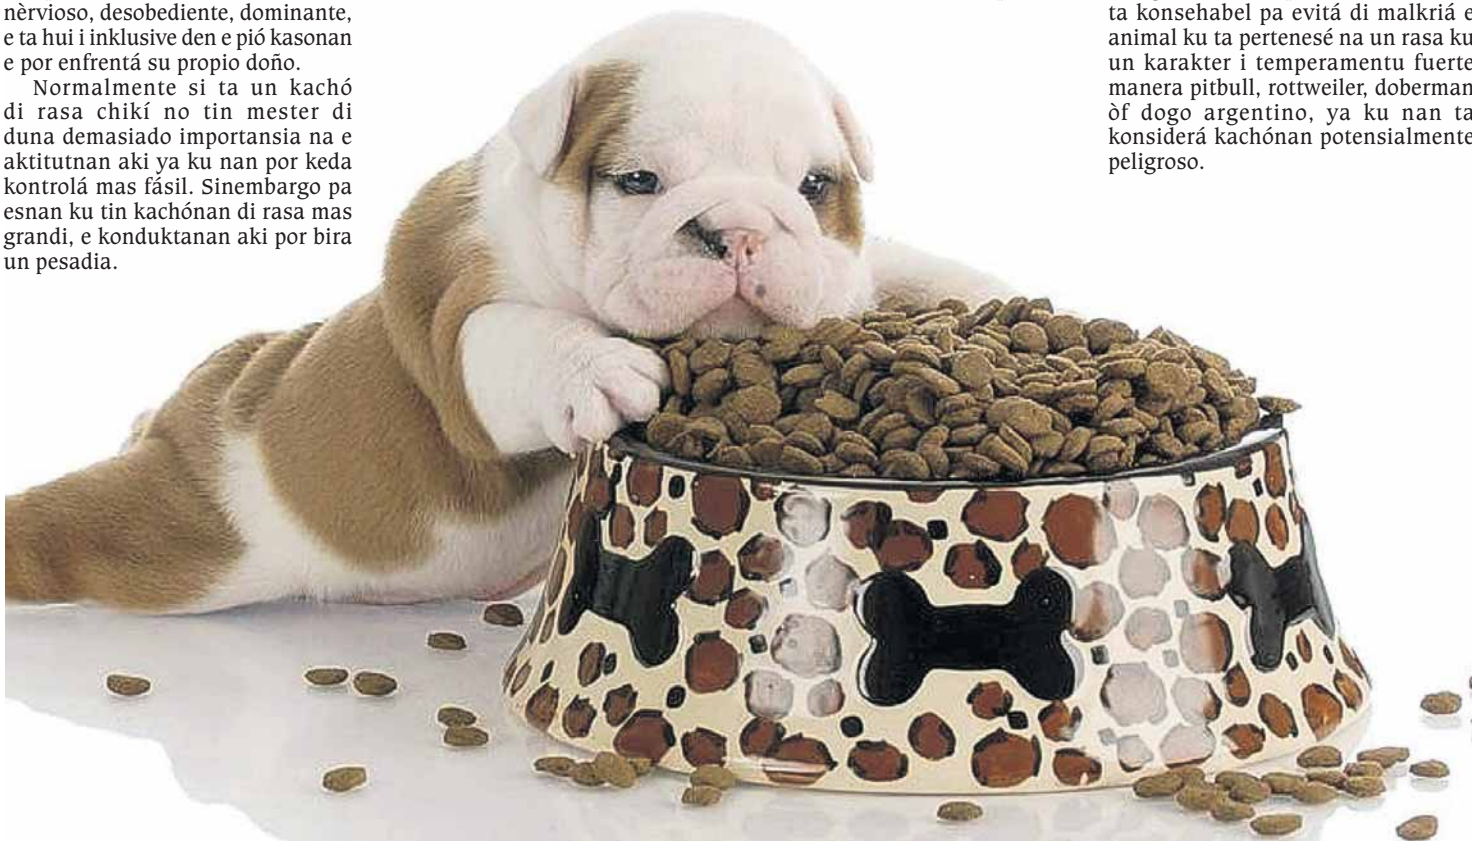 nèrvioso, desobediente, dominante,
e ta hui i inklusive den e pió kasonan
e por enfrentá su propio doño.
Normalmente si ta un kachó
di rasa chikí no tin mester di
duna demasiado importansia na e
aktitutnan aki ya ku nan por keda
kontrolá mas fásil. Sinembargo pa
esnan ku tin kachónan di rasa mas
grandi, e konduktanan aki por bira
un pesadia.
ta konsehabel pa evitá di malkriá e
animal ku ta pertenesé na un rasa ku
un karakter i temperamentu fuerte
manera pitbull, rottweiler, doberman
òf dogo argentino, ya ku nan ta
konsiderá kachónan potensialmente
peligroso.